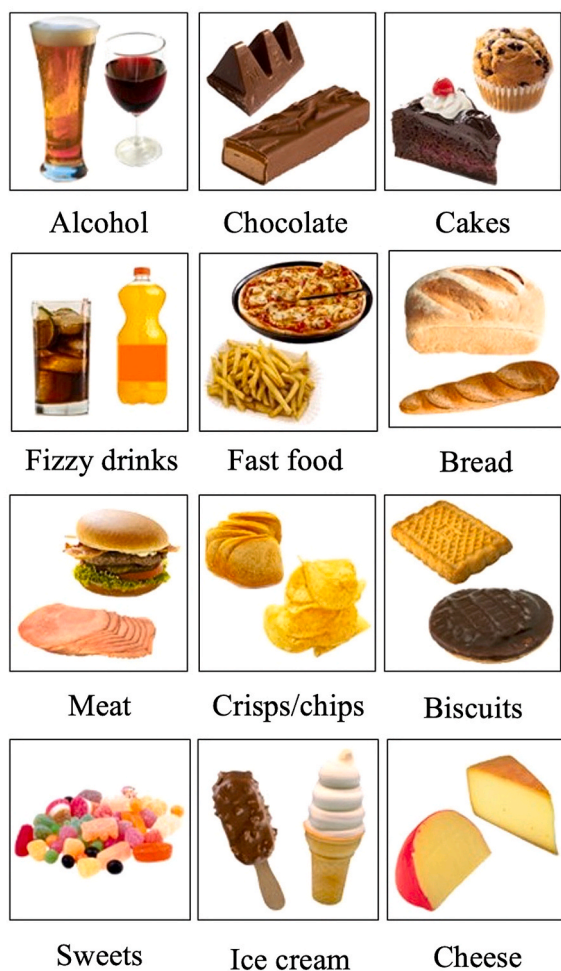 Alcohol
Chocolate
Cakes
Fizzy drinks
Fast food
Bread
Meat
Crisps/chips
Biscuits
Sweets
Ice cream
Cheese